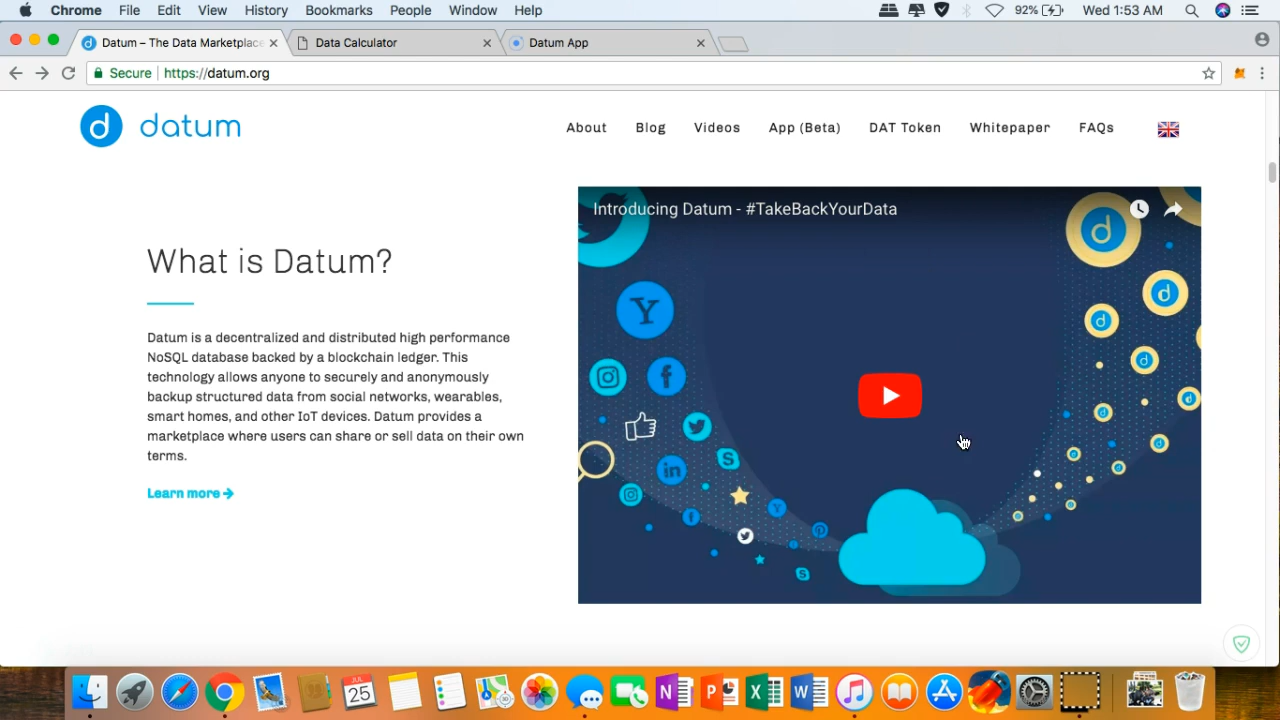 Chrome File Edit View History Bookmarks People Window Help 92% Wed 1:53 AM
Datum – The Data Marketplace Data Calculator Datum App
Secure https://datum.org
d datum About Blog Videos App (Beta) DAT Token Whitepaper FAQs
Introducing Datum - #TakeBackYourData
What is Datum?
Datum is a decentralized and distributed high performance
NoSQL database backed by a blockchain ledger. This
technology allows anyone to securely and anonymously
backup structured data from social networks, wearables,
smart homes, and other IoT devices. Datum provides a
marketplace where users can share or sell data on their own
terms.
Learn more
JUL
25